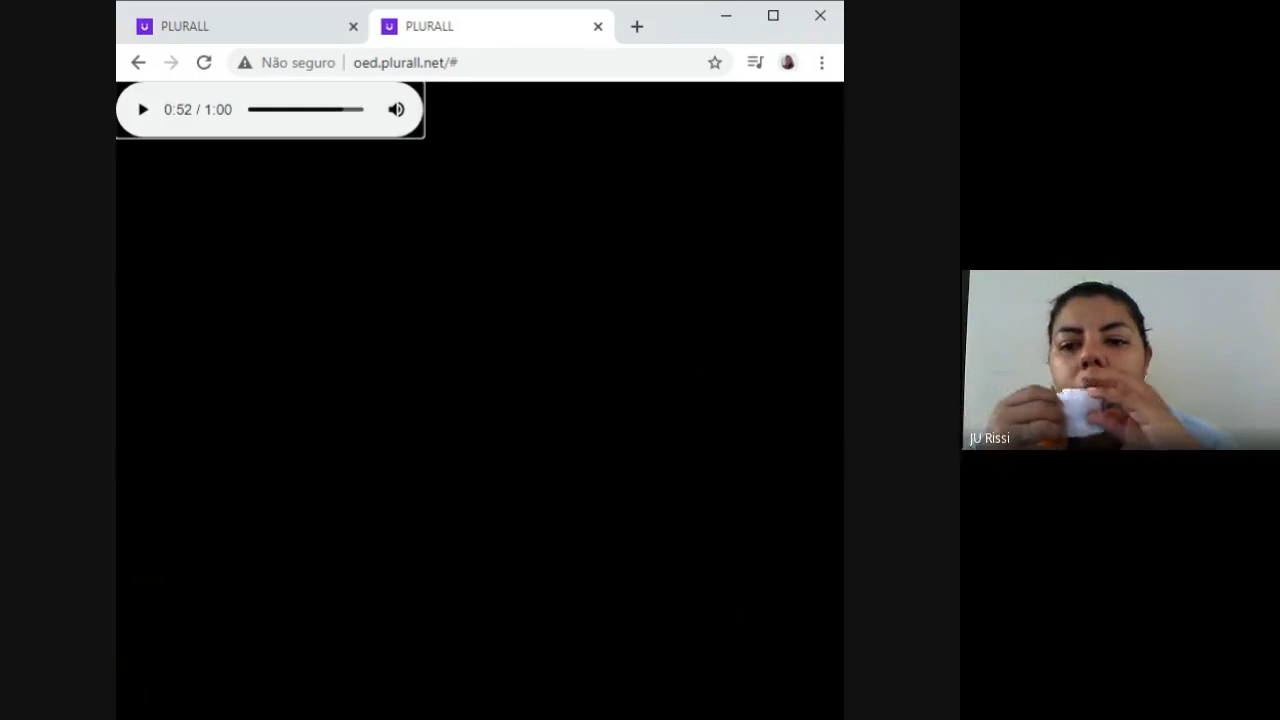 PLURALL
PLURALL
Não seguro | oed.plurall.net/#
0:52 / 1:00
JU Rissi